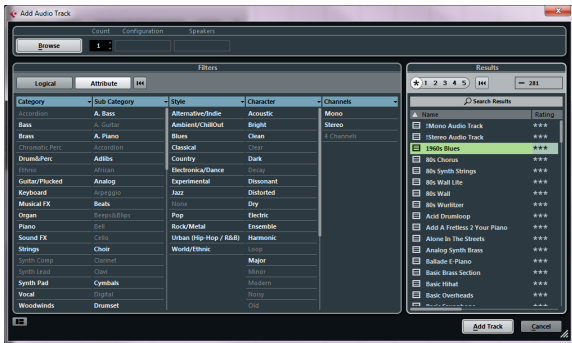 Add Audio Track
Count Configuration Speakers
Browse 1
Filters
Results
Logical Attribute
1 2 3 4 5 281
Search Results
Category Sub Category Style Character Channels
Name Rating
Accordion A. Bass Alternative/Indie Acoustic Mono
!Mono Audio Track ***
Bass A. Guitar Ambient/ChillOut Bright Stereo
!Stereo Audio Track ***
Brass A. Piano Blues Clean 4 Channels
1960s Blues ***
Chromatic Perc Accordion Classical Clear
80s Chorus ***
Drum&Perc Adlibs Country Dark
80s Synth Strings ***
Ethnic African Electronica/Dance Decay
80s Wall Lite ***
Guitar/Plucked Analog Experimental Dissonant
80s Wall ***
Keyboard Arpeggio Jazz Distorted
80s Wurlitzer ***
Musical FX Beats None Dry
Acid Drumloop ***
Organ Beeps&Blips Pop Electric
Add A Fretless 2 Your Piano ***
Piano Bell Rock/Metal Ensemble
Alone In The Streets ***
Sound FX Cello Urban (Hip-Hop / R&B) Harmonic
Analog Synth Brass ***
Strings Choir World/Ethnic Loop
Ballade E-Piano ***
Synth Comp Clarinet Major
Basic Brass Section ***
Synth Lead Clavi Minor
Basic Hihat ***
Synth Pad Cymbals Modern
Basic Overheads ***
Vocal Digital Noisy
Woodwinds Drumset Old
Add Track Cancel